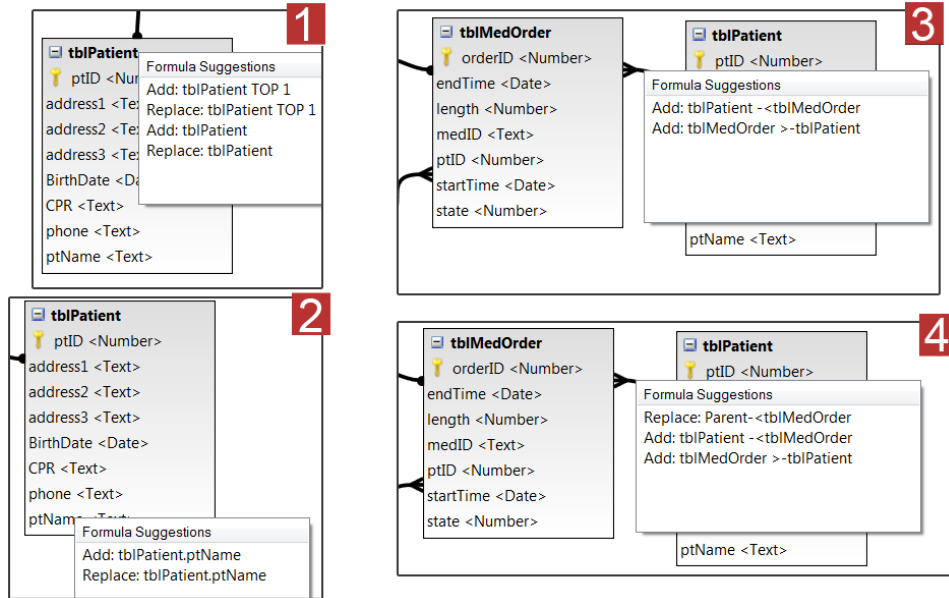 1
tblPatient
ptID <Num
address1 <Tex
address2 <Tex
address3 <Tex
BirthDate <Da
CPR <Text>
phone <Text>
ptName <Text>
Formula Suggestions
Add: tblPatient TOP 1
Replace: tblPatient TOP 1
Add: tblPatient
Replace: tblPatient
2
tblPatient
ptID <Number>
address1 <Text>
address2 <Text>
address3 <Text>
BirthDate <Date>
CPR <Text>
phone <Text>
ptName <Text>
Formula Suggestions
Add: tblPatient.ptName
Replace: tblPatient.ptName
3
tblMedOrder
orderID <Number>
endTime <Date>
length <Number>
medID <Text>
ptID <Number>
startTime <Date>
state <Number>
tblPatient
ptID <Number>
Formula Suggestions
Add: tblPatient -<tblMedOrder
Add: tblMedOrder >-tblPatient
ptName <Text>
4
tblMedOrder
orderID <Number>
endTime <Date>
length <Number>
medID <Text>
ptID <Number>
startTime <Date>
state <Number>
tblPatient
ptID <Number>
Formula Suggestions
Replace: Parent-<tblMedOrder
Add: tblPatient -<tblMedOrder
Add: tblMedOrder >-tblPatient
ptName <Text>